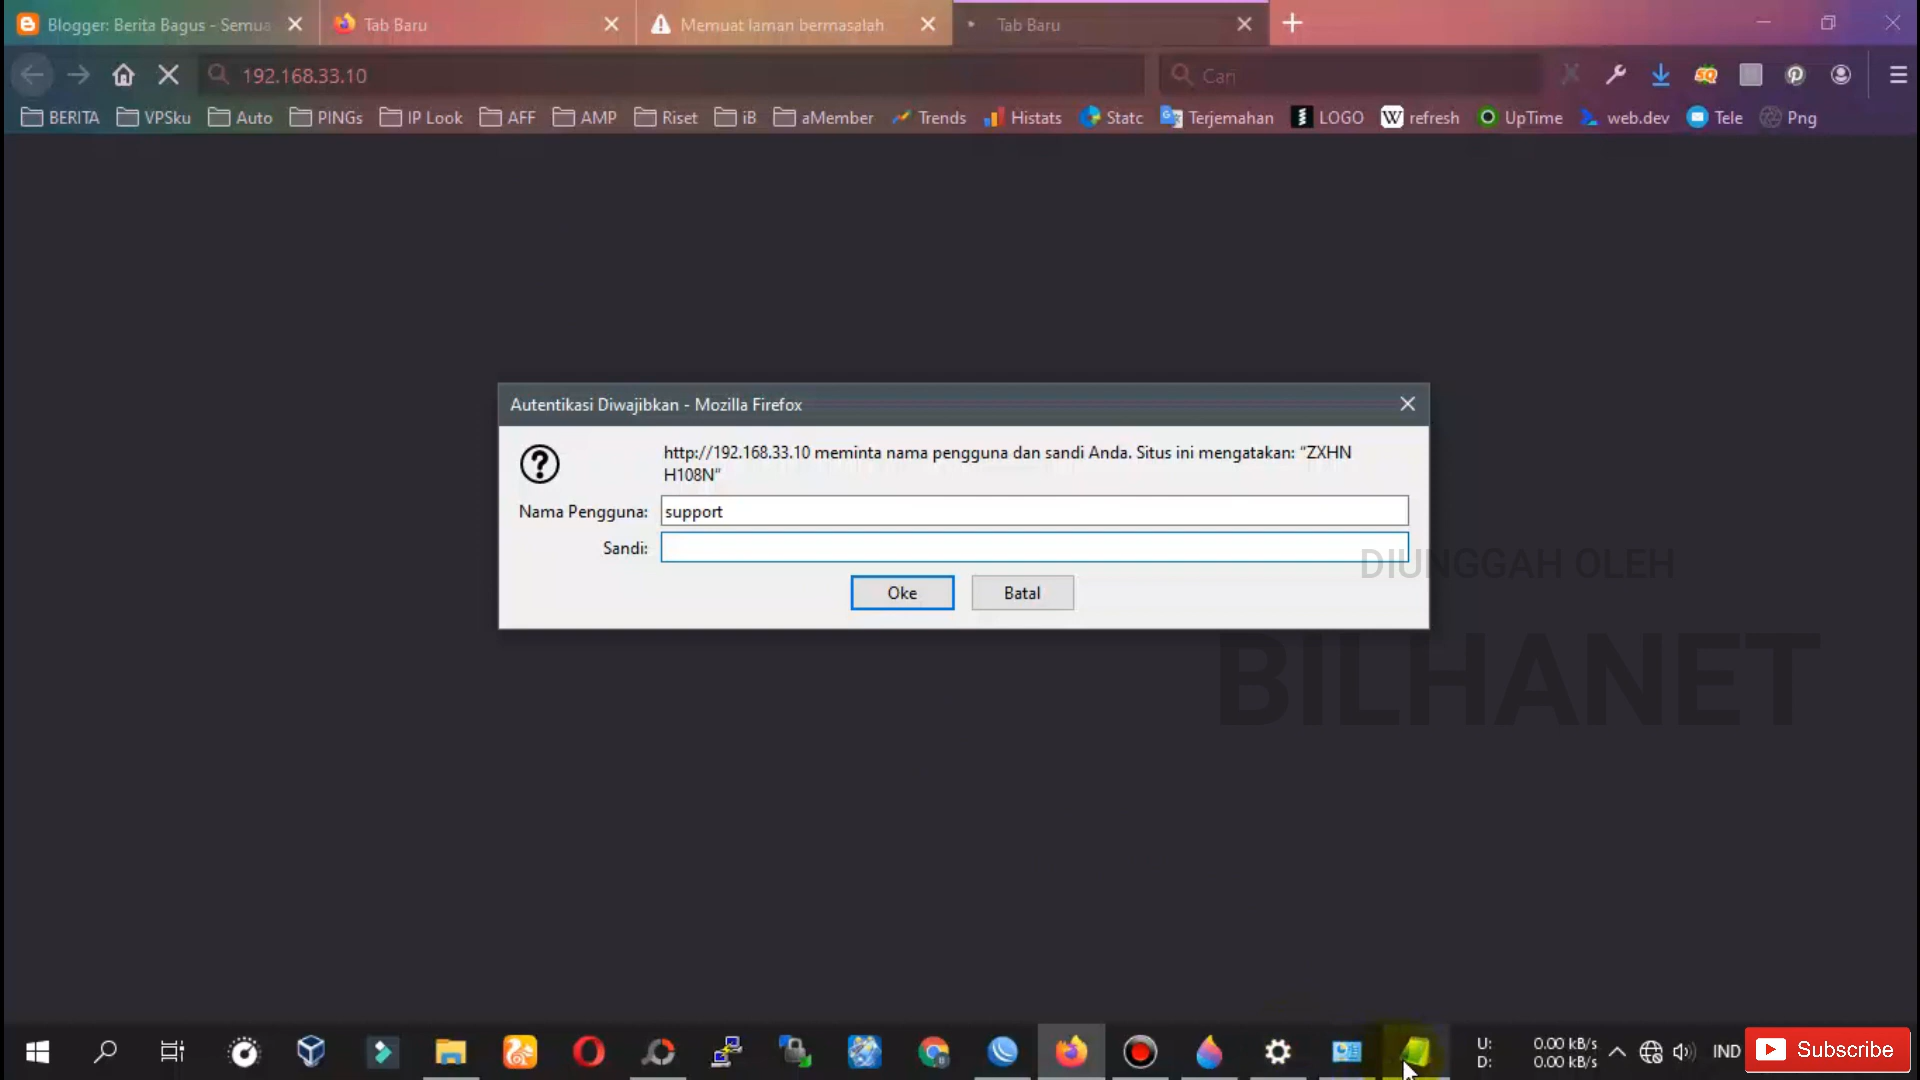 Blogger: Berita Bagus - Semua
Tab Baru
Memuat laman bermasalah
Tab Baru
192.168.33.10
Cari
BERITA
VPSku
Auto
PINGs
IP Look
AFF
AMP
Riset
iB
aMember
Trends
Histats
Statc
Terjemahan
LOGO
W refresh
UpTime
web.dev
Tele
Png
Autentikasi Diwajibkan - Mozilla Firefox
http://192.168.33.10 meminta nama pengguna dan sandi Anda. Situs ini mengatakan: “ZXHN
H108N”
Nama Pengguna: support
Sandi:
Oke
Batal
DIUNGGAH OLEH
BILHANET
U: 0.00 kB/s
D: 0.00 kB/s
IND
Subscribe